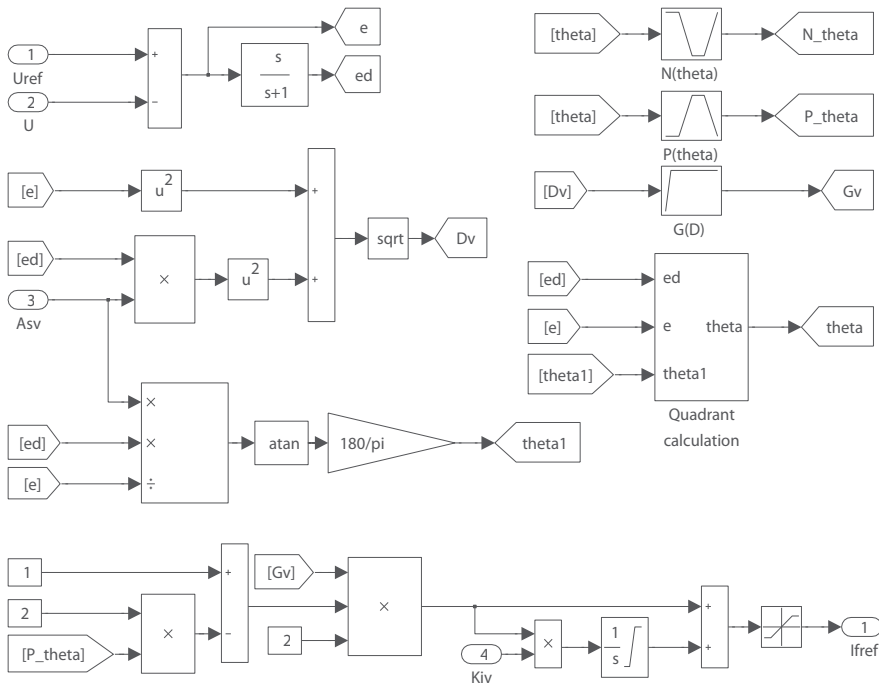 e
1
Uref
+
−
s
s+1
ed
2
U
[theta]
N(theta)
N_theta
[theta]
P(theta)
P_theta
[Dv]
G(D)
Gv
[e]
u²
+
+
sqrt
Dv
[ed]
×
u²
3
Asv
[ed]
[e]
[theta1]
ed
e
theta1
theta
Quadrant
calculation
theta
×
[ed]
×
[e]
÷
atan
180/pi
theta1
1
2
[P_theta]
×
+
−
[Gv]
2
×
4
Kiv
×
1
s
+
+
1
Ifref